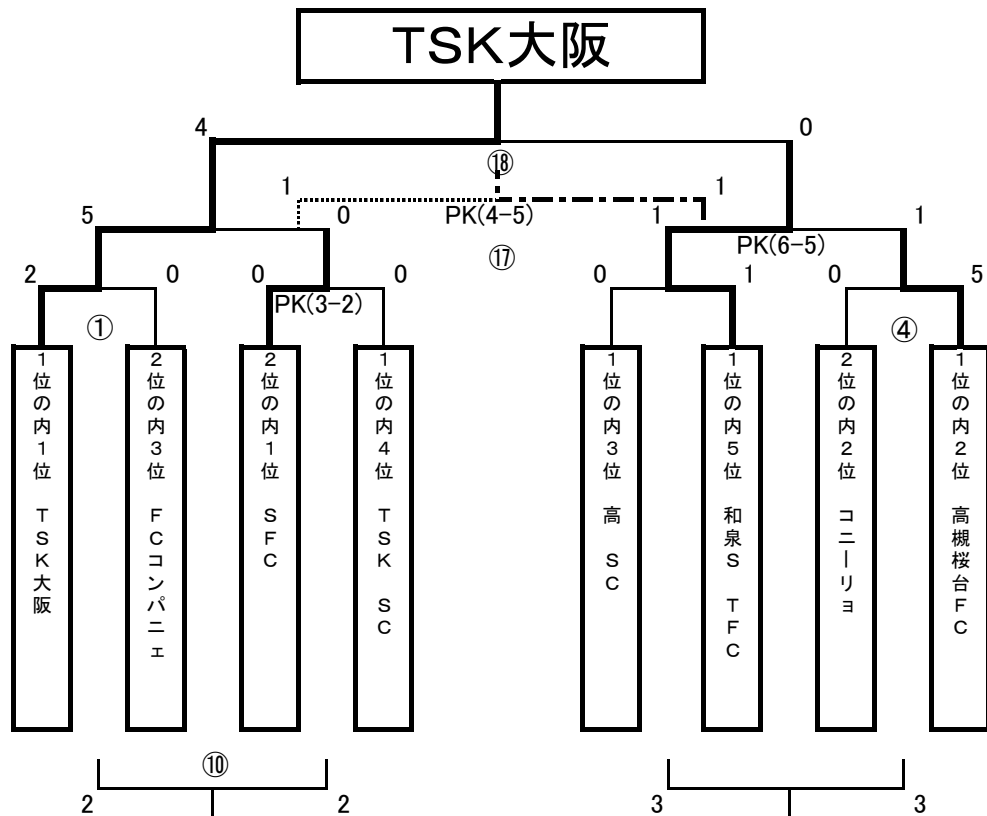 TSK大阪
4
0
⑱
1
1
5
0
PK(4-5)
1
PK(6-5)
1
⑰
2
0
0
PK(3-2)
0
0
1
0
5
①
④
1位の内1位 TSK大阪
2位の内3位 FCコンパニェ
2位の内1位 SFC
1位の内4位 TSK SC
1位の内3位 高 SC
1位の内5位 和泉S TFC
2位の内2位 コニーリョ
1位の内2位 高槻桜台FC
⑩
2
2
3
3